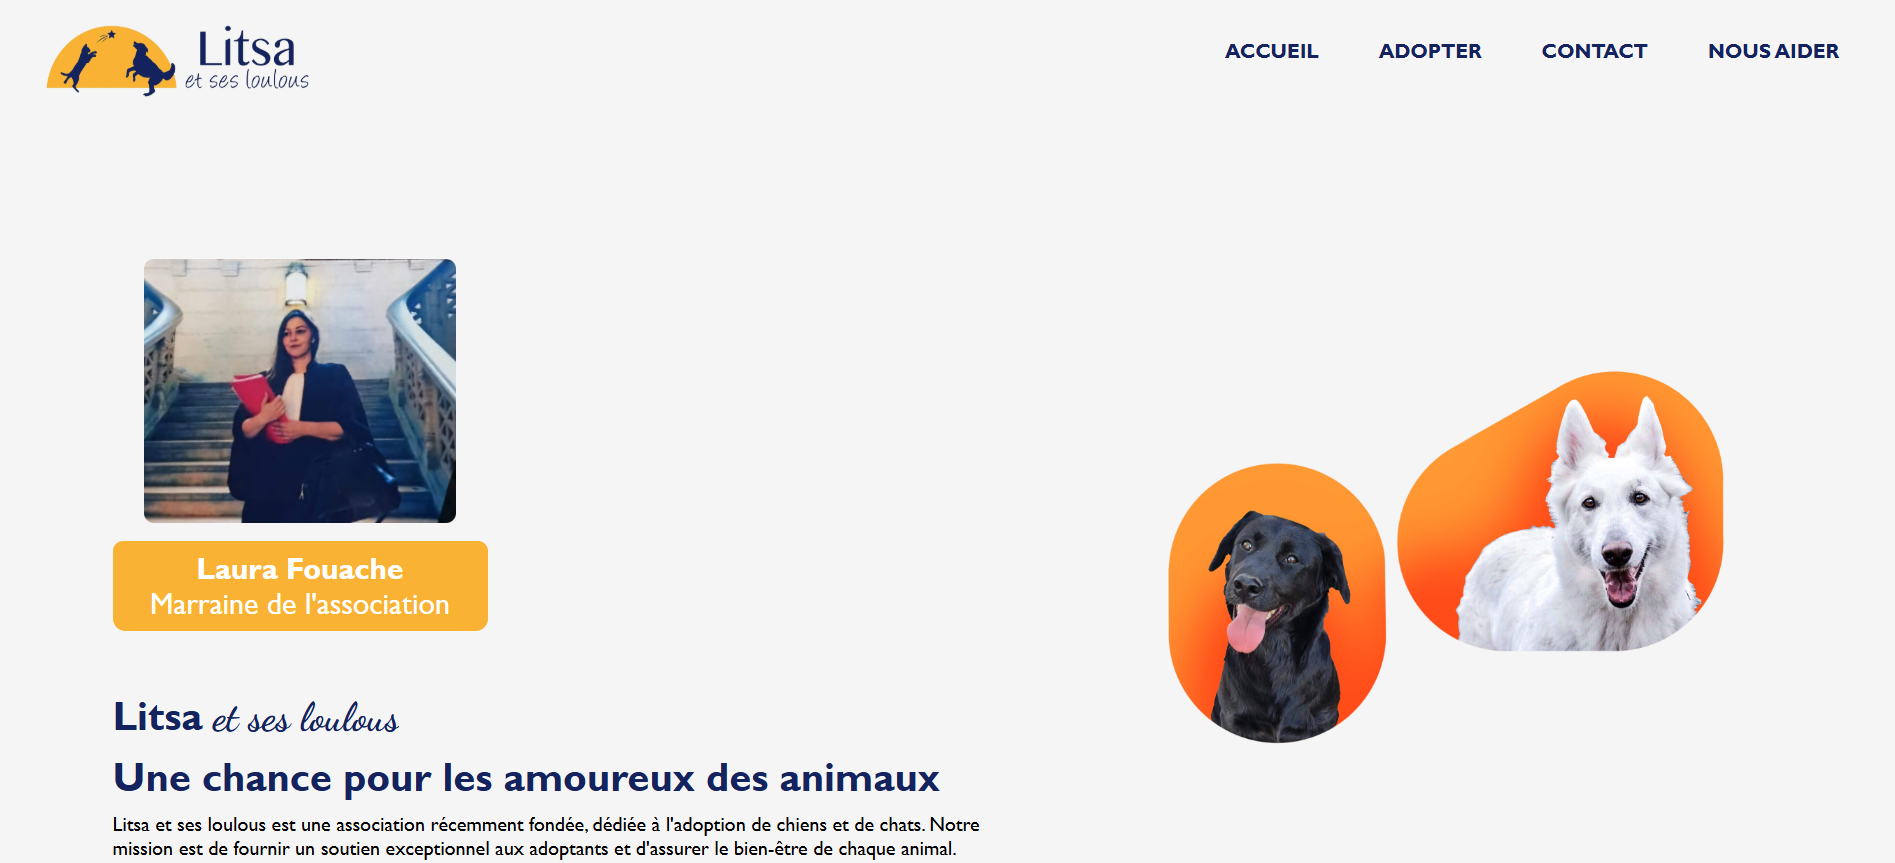 Litsa
et ses loulous
ACCUEIL ADOPTER CONTACT NOUS AIDER
Laura Fouache
Marraine de l'association
Litsa et ses loulous
Une chance pour les amoureux des animaux
Litsa et ses loulous est une association récemment fondée, dédiée à l'adoption de chiens et de chats. Notre
mission est de fournir un soutien exceptionnel aux adoptants et d'assurer le bien-être de chaque animal.